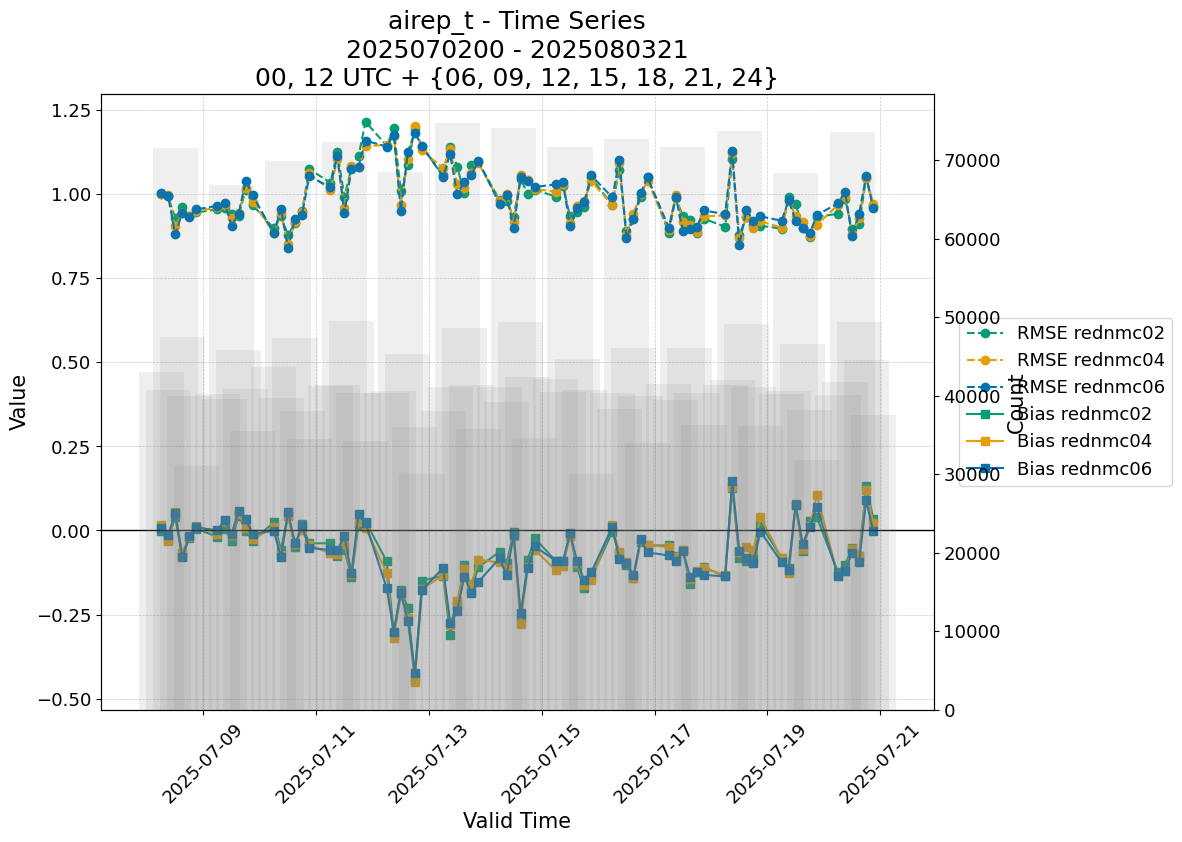 airep_t - Time Series
2025070200 - 2025080321
00, 12 UTC + {06, 09, 12, 15, 18, 21, 24}
Value
1.25
1.00
0.75
0.50
0.25
0.00
−0.25
−0.50
70000
60000
50000
40000
30000
20000
10000
0
Count
RMSE rednmc02
RMSE rednmc04
RMSE rednmc06
Bias rednmc02
Bias rednmc04
Bias rednmc06
2025-07-09
2025-07-11
2025-07-13
2025-07-15
2025-07-17
2025-07-19
2025-07-21
Valid Time